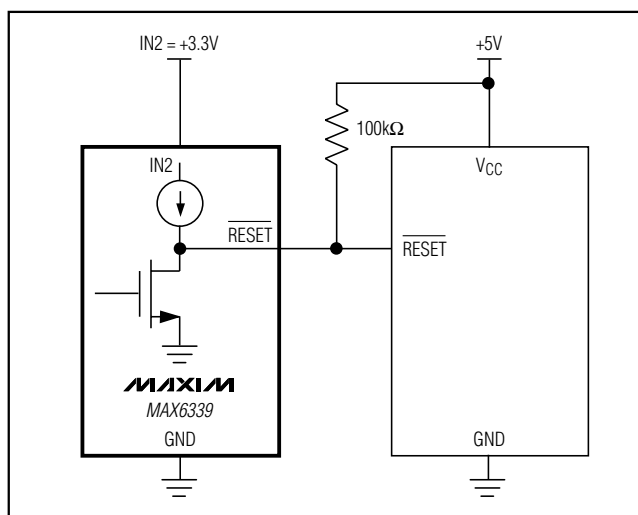 IN2 = +3.3V
+5V
100kΩ
IN2
VCC
RESET
RESET
MAXIM
MAX6339
GND
GND